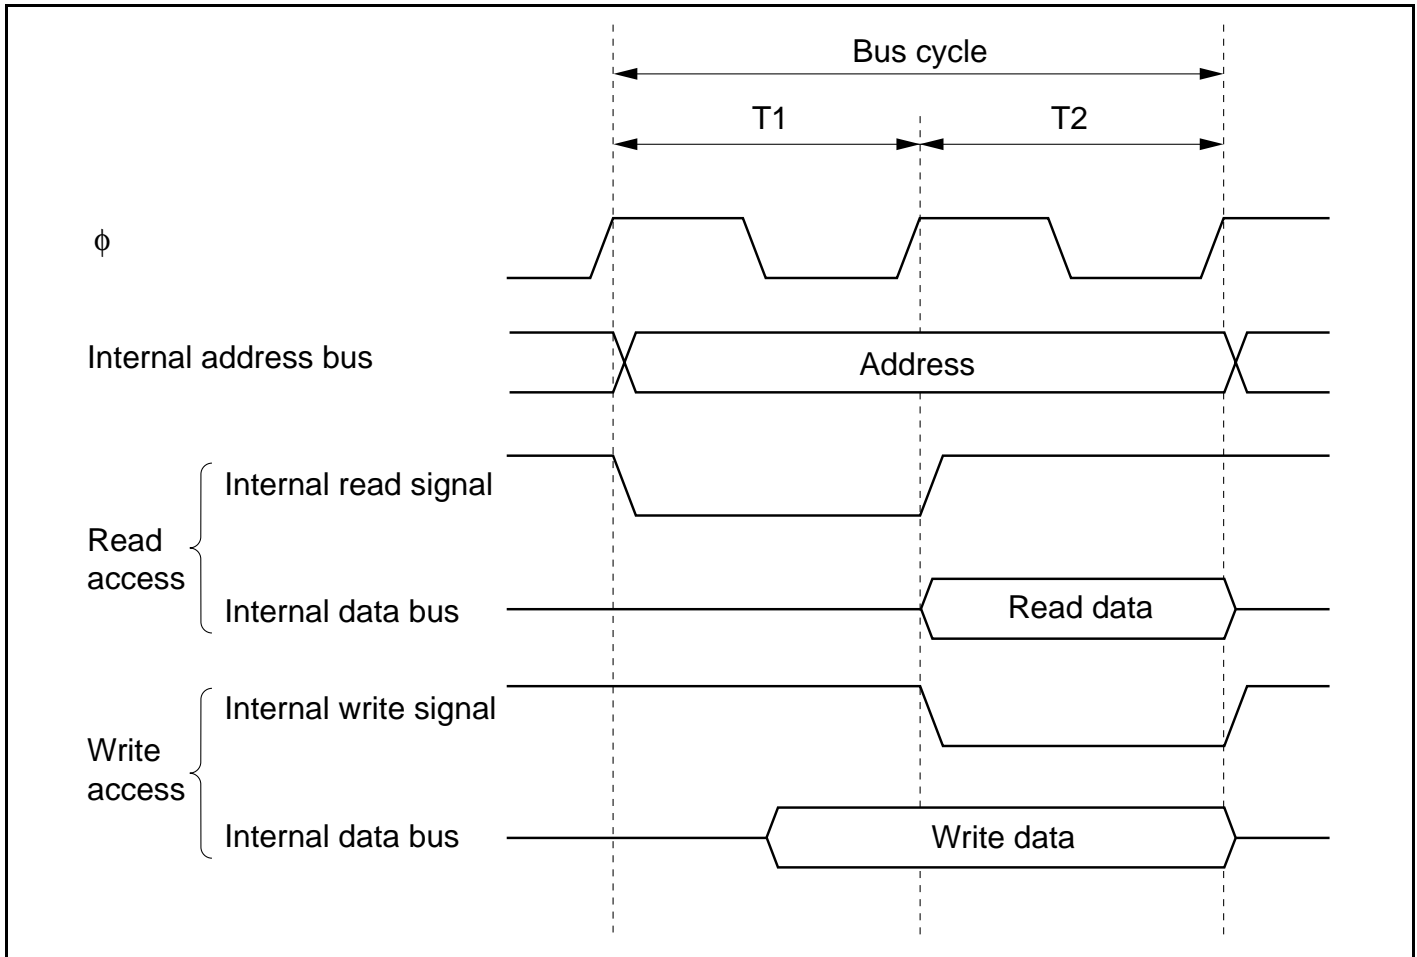 Bus cycle
T1
T2
ϕ
Internal address bus
Address
Internal read signal
Read
access
Internal data bus
Read data
Internal write signal
Write
access
Internal data bus
Write data